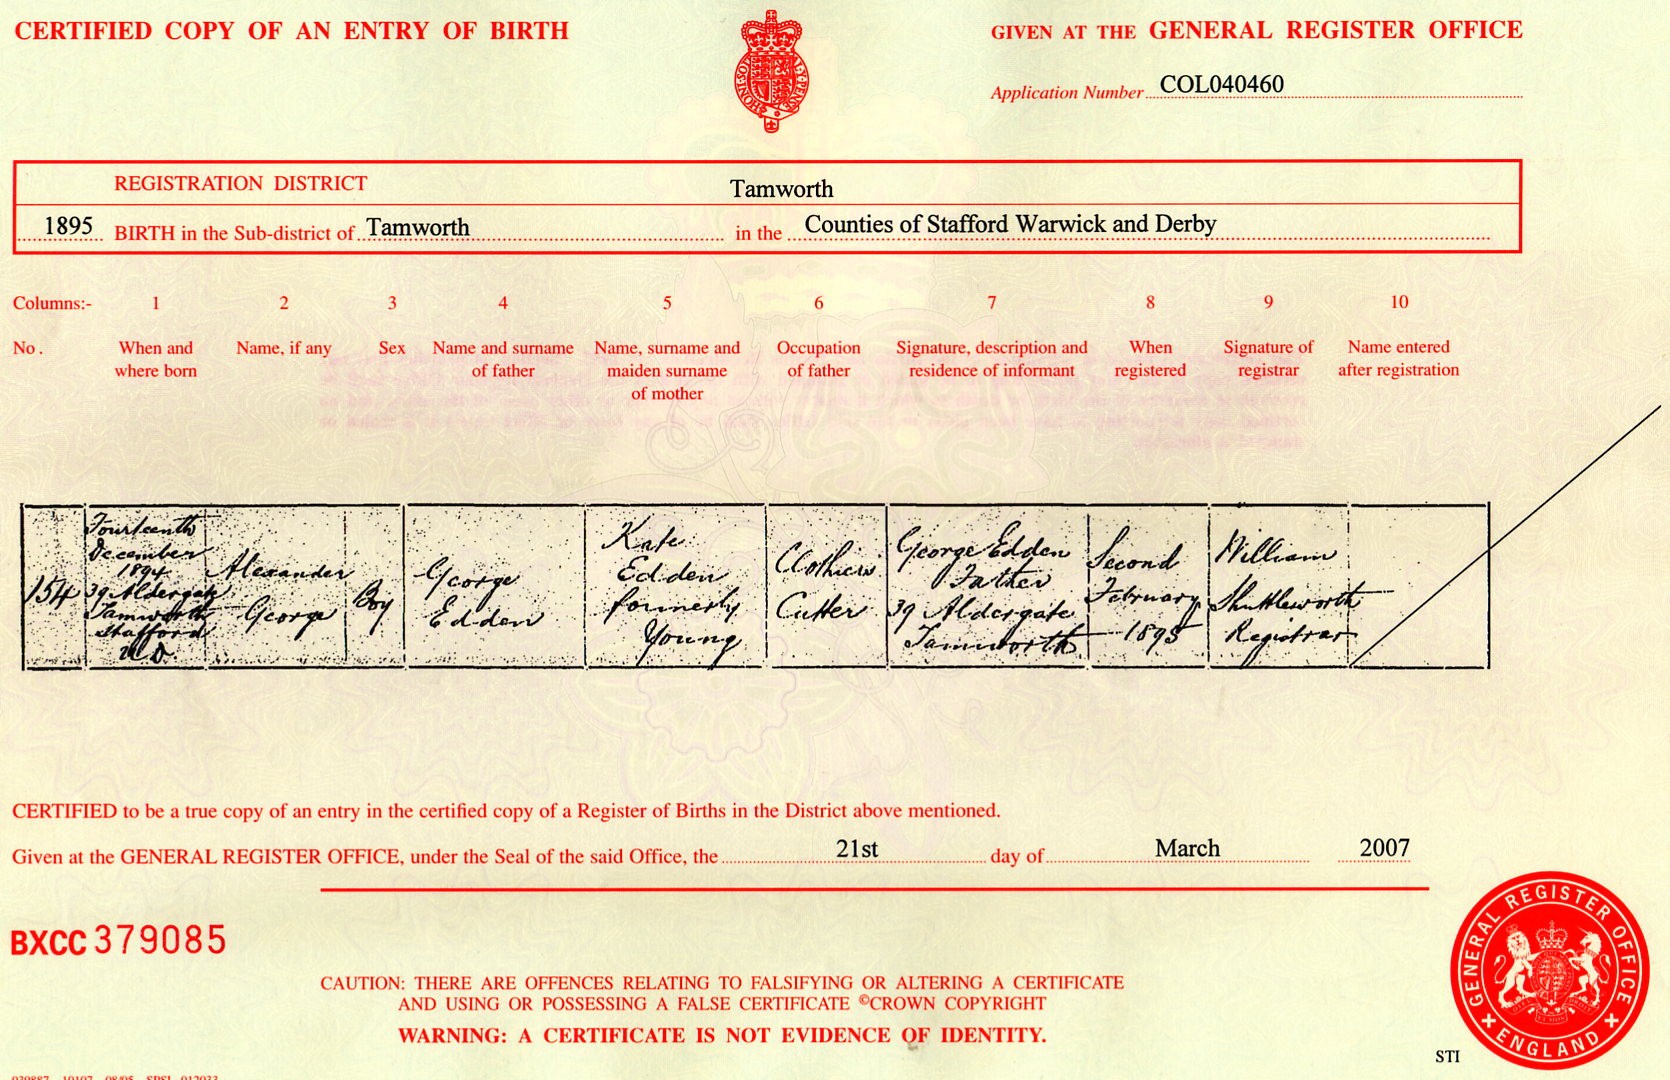 CERTIFIED COPY OF AN ENTRY OF BIRTH
GIVEN AT THE GENERAL REGISTER OFFICE
Application Number COL040460
REGISTRATION DISTRICT Tamworth
1895 BIRTH in the Sub-district of Tamworth in the Counties of Stafford Warwick and Derby
Columns:- 1 2 3 4 5 6 7 8 9 10
No. When and where born
Name, if any
Sex
Name and surname of father
Name, surname and maiden surname of mother
Occupation of father
Signature, description and residence of informant
When registered
Signature of registrar
Name entered after registration
154
Fourteenth
December
1894
39 Aldergate
Tamworth
Stafford
U.D.
Alexander
George
Boy
George
Edden
Kate
Edden
formerly
Young
Clothiers
Cutter
George Edden
Father
39 Aldergate
Tamworth
Second
February
1895
William
Shuttleworth
Registrar
CERTIFIED to be a true copy of an entry in the certified copy of a Register of Births in the District above mentioned.
Given at the GENERAL REGISTER OFFICE, under the Seal of the said Office, the 21st day of March 2007
BXCC 379085
CAUTION: THERE ARE OFFENCES RELATING TO FALSIFYING OR ALTERING A CERTIFICATE
AND USING OR POSSESSING A FALSE CERTIFICATE ©CROWN COPYRIGHT
WARNING: A CERTIFICATE IS NOT EVIDENCE OF IDENTITY.
GENERAL REGISTER OFFICE
ENGLAND
STI